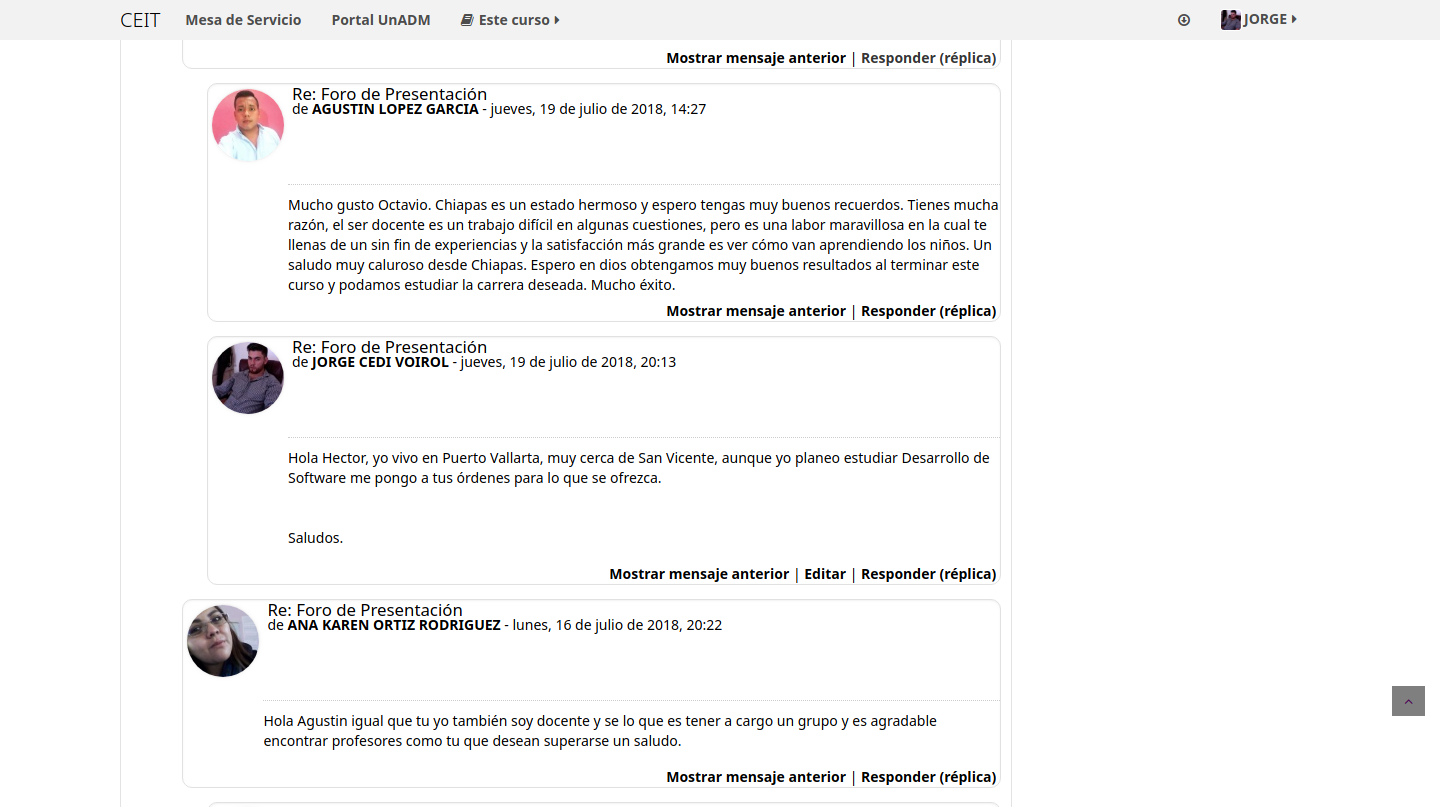 CEIT Mesa de Servicio Portal UnADM Este curso JORGE
Mostrar mensaje anterior | Responder (réplica)
Re: Foro de Presentación
de AGUSTIN LOPEZ GARCIA - jueves, 19 de julio de 2018, 14:27
Mucho gusto Octavio. Chiapas es un estado hermoso y espero tengas muy buenos recuerdos. Tienes mucha
razón, el ser docente es un trabajo difícil en algunas cuestiones, pero es una labor maravillosa en la cual te
llenas de un sin fin de experiencias y la satisfacción más grande es ver cómo van aprendiendo los niños. Un
saludo muy caluroso desde Chiapas. Espero en dios obtengamos muy buenos resultados al terminar este
curso y podamos estudiar la carrera deseada. Mucho éxito.
Mostrar mensaje anterior | Responder (réplica)
Re: Foro de Presentación
de JORGE CEDI VOIROL - jueves, 19 de julio de 2018, 20:13
Hola Hector, yo vivo en Puerto Vallarta, muy cerca de San Vicente, aunque yo planeo estudiar Desarrollo de
Software me pongo a tus órdenes para lo que se ofrezca.
Saludos.
Mostrar mensaje anterior | Editar | Responder (réplica)
Re: Foro de Presentación
de ANA KAREN ORTIZ RODRIGUEZ - lunes, 16 de julio de 2018, 20:22
Hola Agustin igual que tu yo también soy docente y se lo que es tener a cargo un grupo y es agradable
encontrar profesores como tu que desean superarse un saludo.
Mostrar mensaje anterior | Responder (réplica)